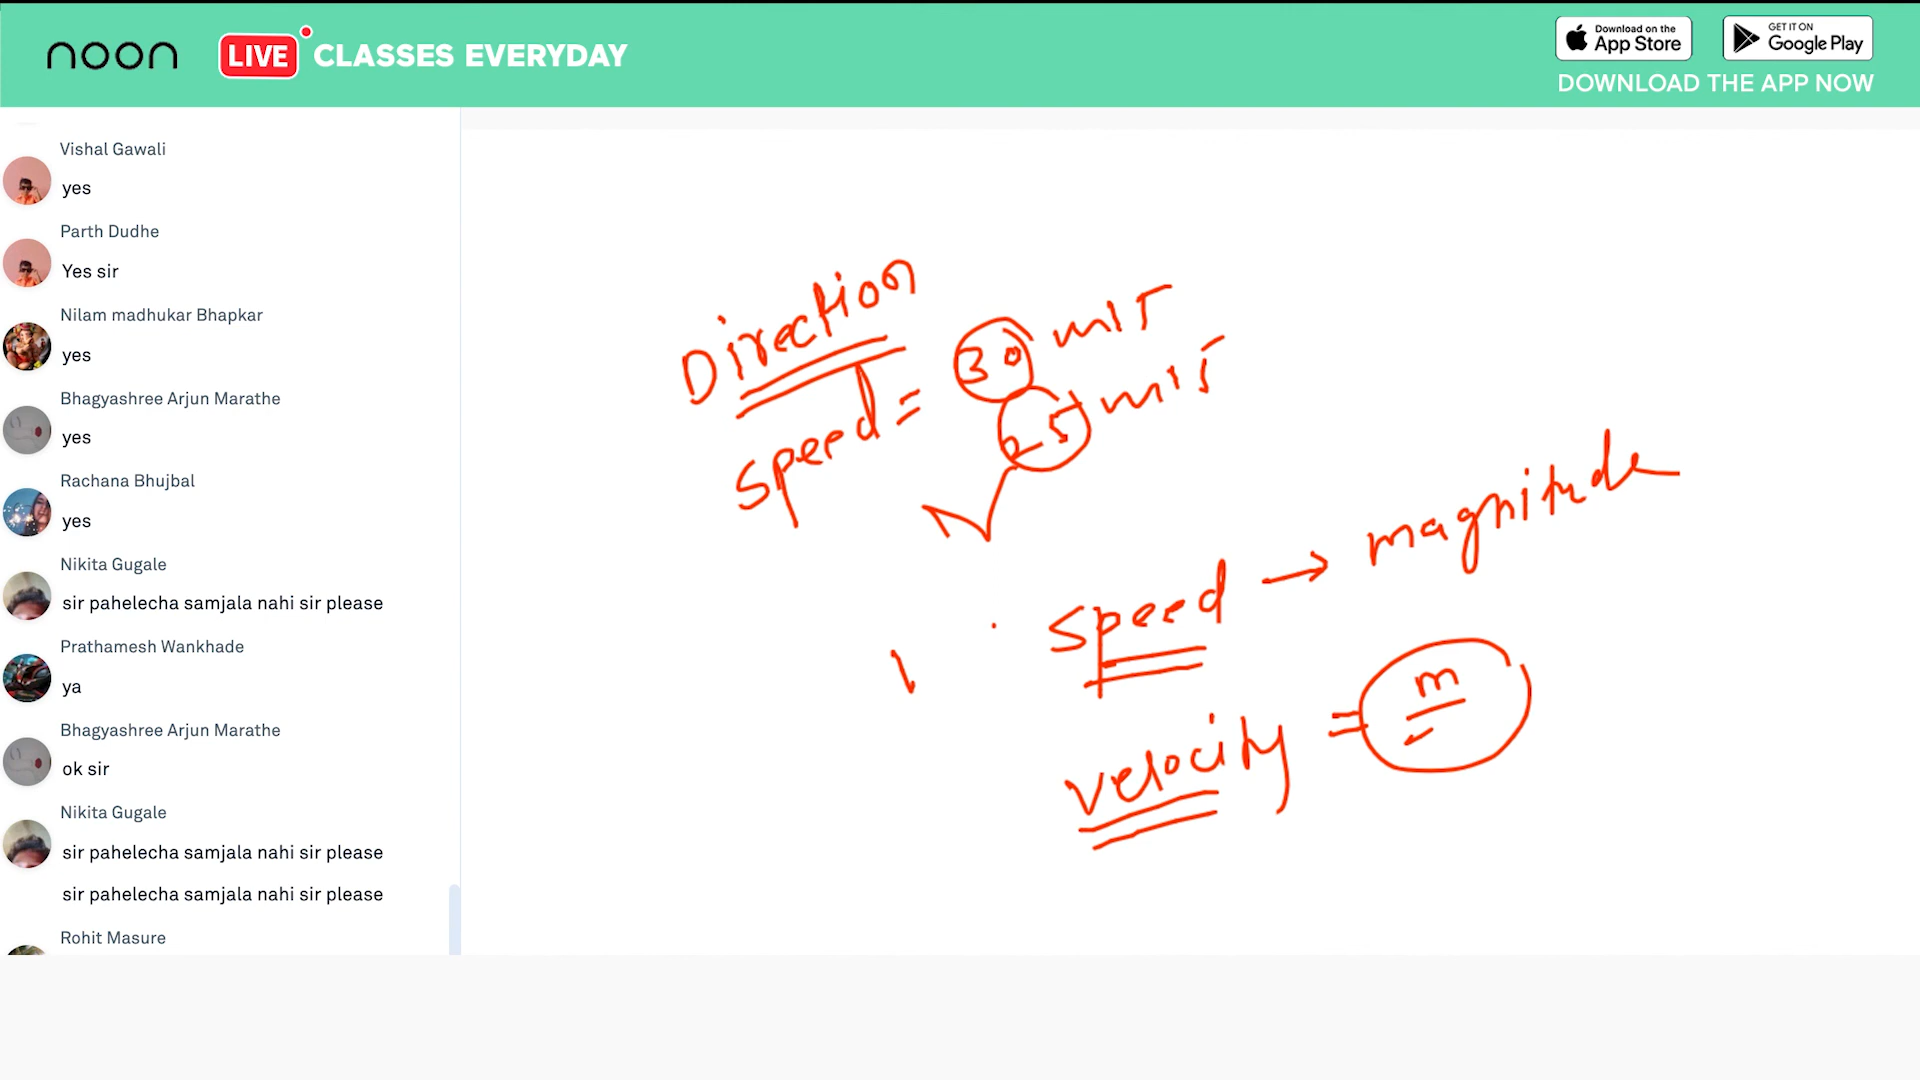 noon LIVE CLASSES EVERYDAY
Download on the App Store
GET IT ON Google Play
DOWNLOAD THE APP NOW
Vishal Gawali
yes
Parth Dudhe
Yes sir
Nilam madhukar Bhapkar
yes
Bhagyashree Arjun Marathe
yes
Rachana Bhujbal
yes
Nikita Gugale
sir pahelecha samjala nahi sir please
Prathamesh Wankhade
ya
Bhagyashree Arjun Marathe
ok sir
Nikita Gugale
sir pahelecha samjala nahi sir please
sir pahelecha samjala nahi sir please
Rohit Masure
Direction
speed = 30 m/s
25 m/s
speed → magnitude
velocity = m